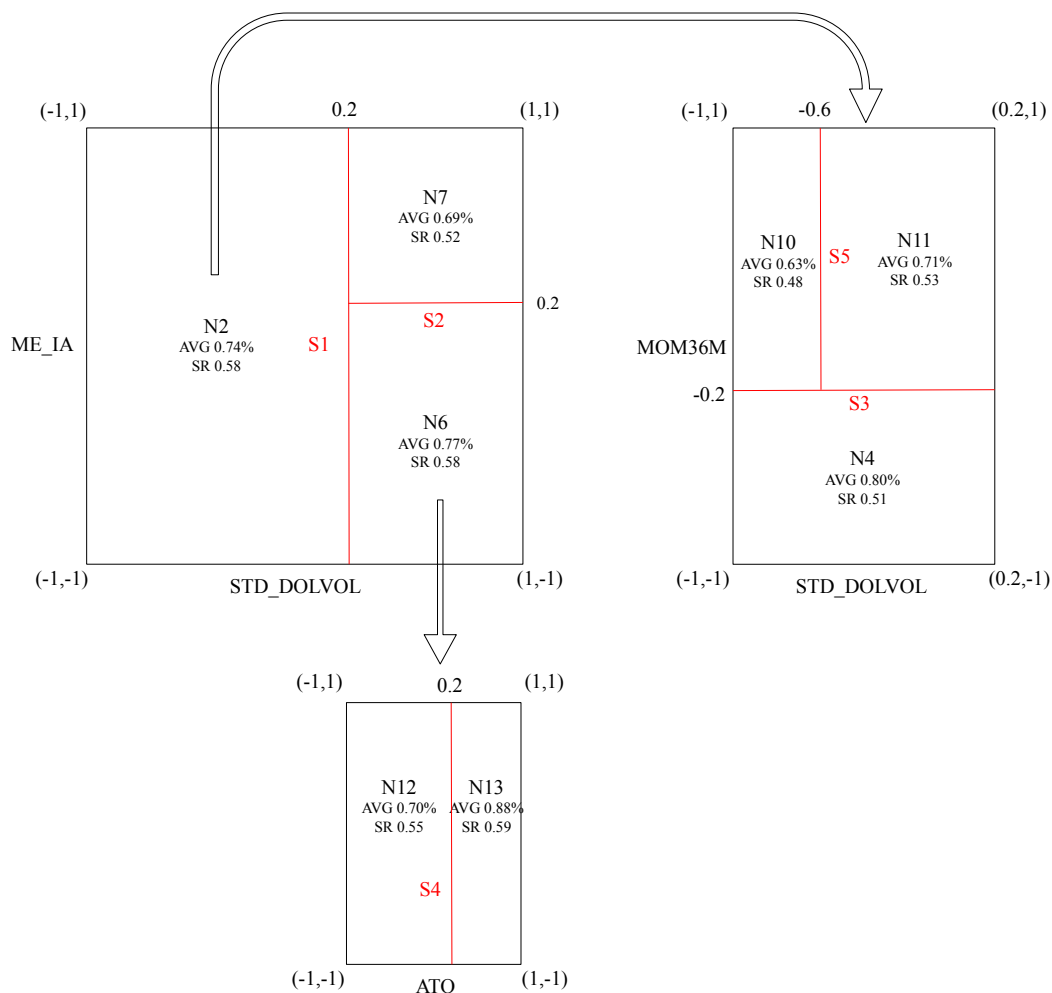 (-1,1)
0.2
(1,1)
N7
AVG 0.69%
SR 0.52
0.2
S2
ME_IA
N2
AVG 0.74%
SR 0.58
S1
N6
AVG 0.77%
SR 0.58
(-1,-1)
STD_DOLVOL
(1,-1)
(-1,1)
-0.6
(0.2,1)
N10
AVG 0.63%
SR 0.48
S5
N11
AVG 0.71%
SR 0.53
MOM36M
-0.2
S3
N4
AVG 0.80%
SR 0.51
(-1,-1)
STD_DOLVOL
(0.2,-1)
(-1,1)
0.2
(1,1)
N12
AVG 0.70%
SR 0.55
N13
AVG 0.88%
SR 0.59
S4
(-1,-1)
ATO
(1,-1)